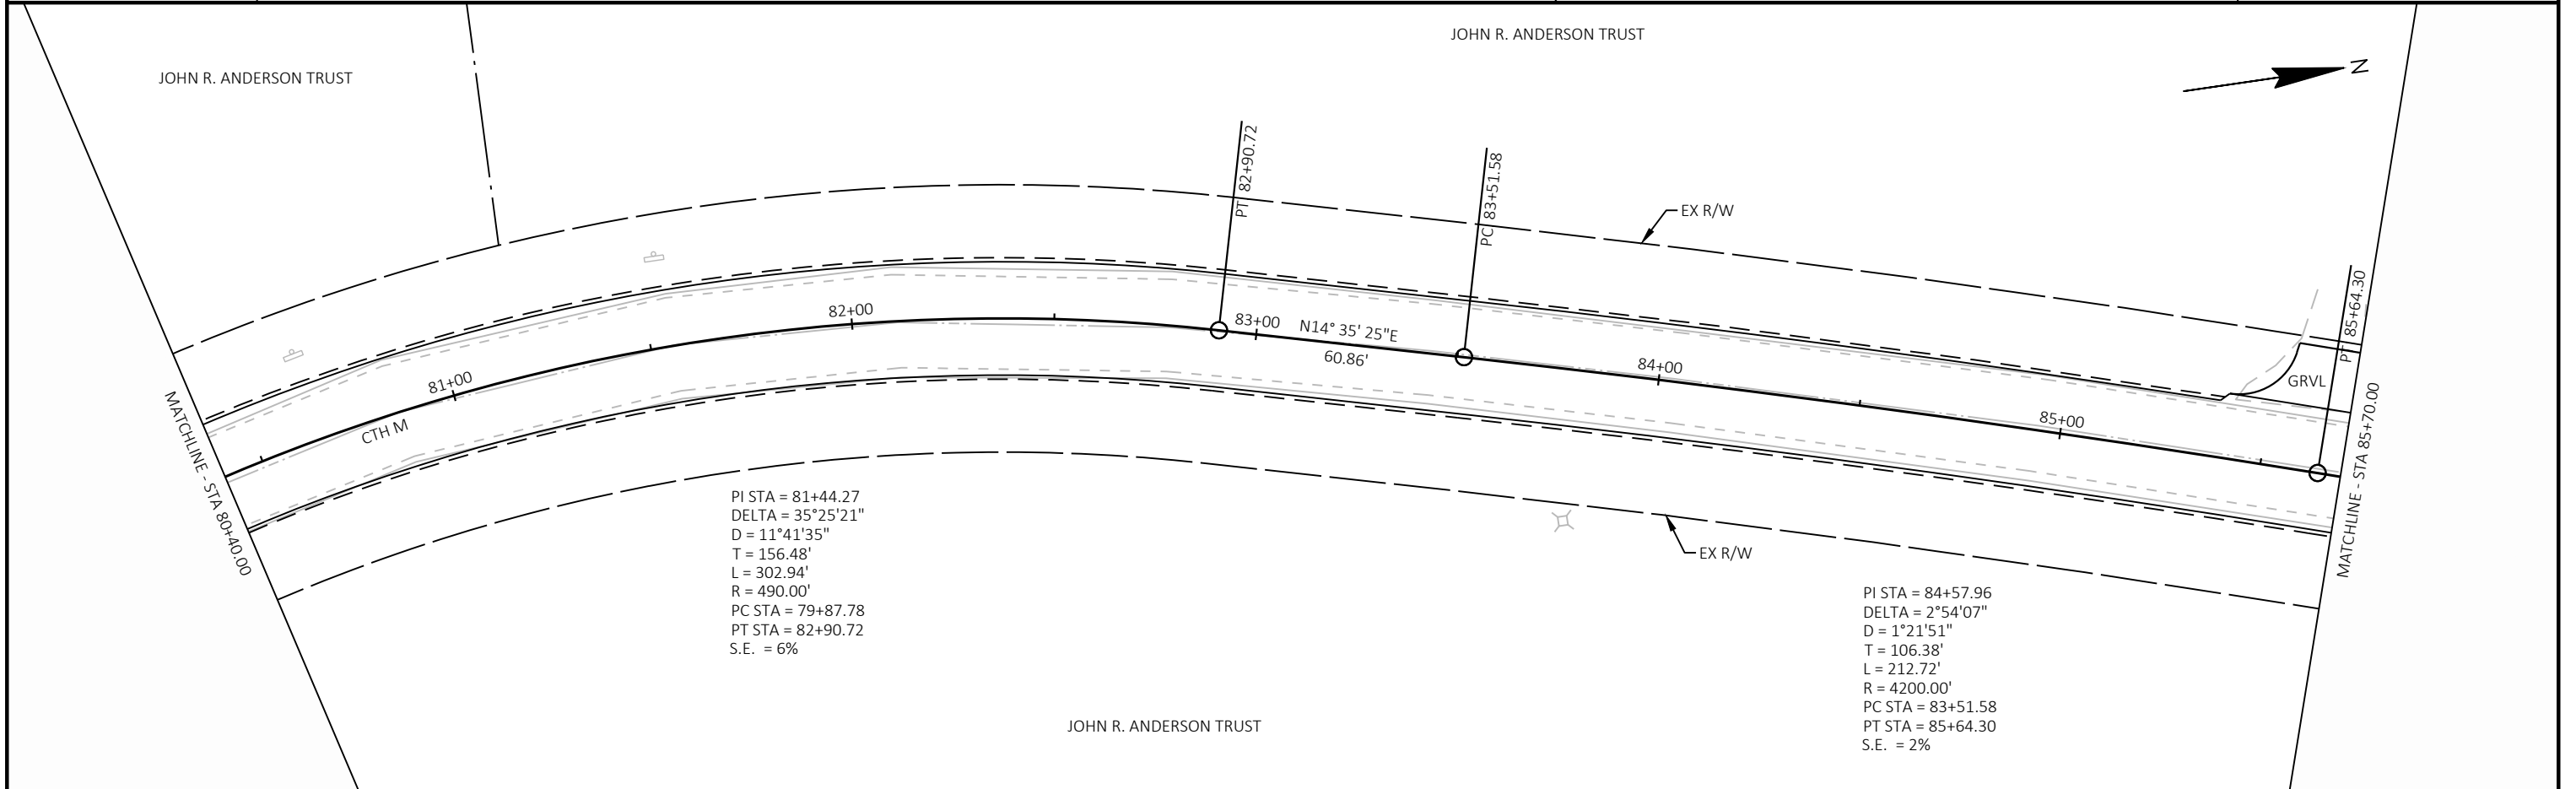 JOHN R. ANDERSON TRUST
JOHN R. ANDERSON TRUST
N
PT 82+90.72
PC 83+51.58
EX R/W
PT 85+64.30
82+00
83+00
N14° 35' 25"E
60.86'
84+00
81+00
CTH M
GRVL
85+00
MATCHLINE - STA 80+40.00
MATCHLINE - STA 85+70.00
EX R/W
PI STA = 81+44.27
DELTA = 35°25'21"
D = 11°41'35"
T = 156.48'
L = 302.94'
R = 490.00'
PC STA = 79+87.78
PT STA = 82+90.72
S.E. = 6%
PI STA = 84+57.96
DELTA = 2°54'07"
D = 1°21'51"
T = 106.38'
L = 212.72'
R = 4200.00'
PC STA = 83+51.58
PT STA = 85+64.30
S.E. = 2%
JOHN R. ANDERSON TRUST